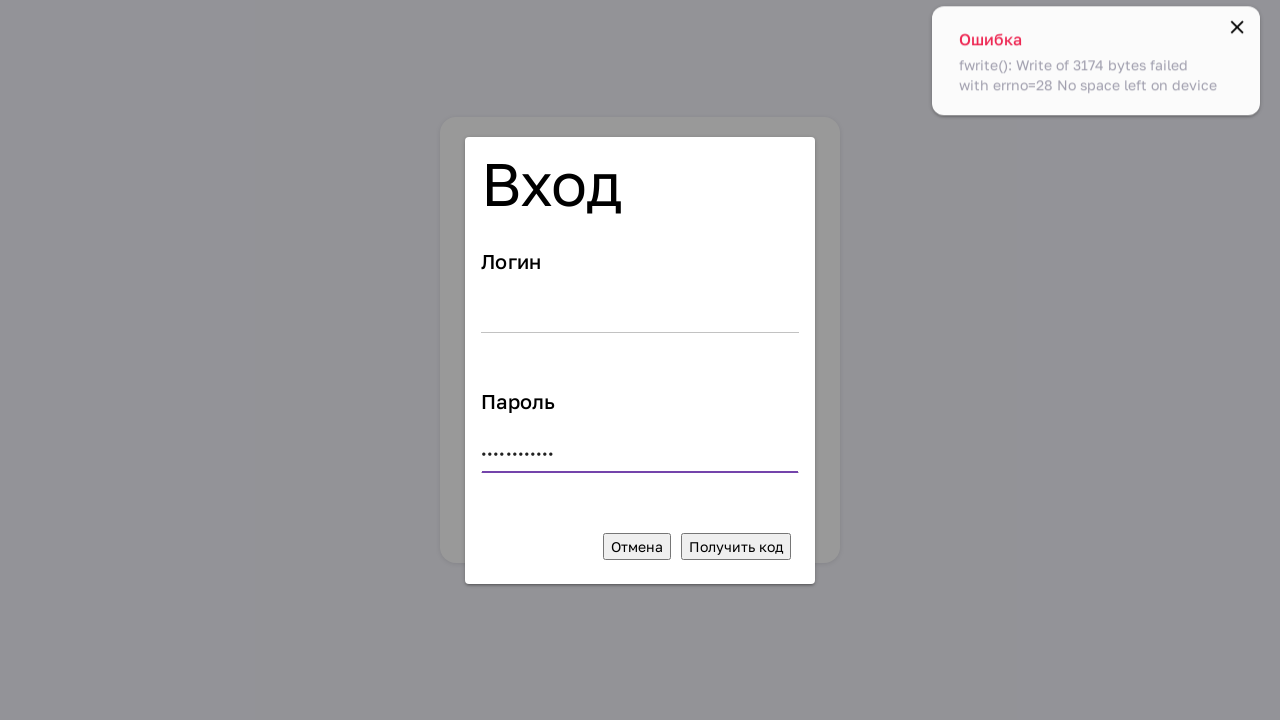 Ошибка
fwrite(): Write of 3174 bytes failed
with errno=28 No space left on device
Вход
Логин
Пароль
••••••••••••
Отмена
Получить код